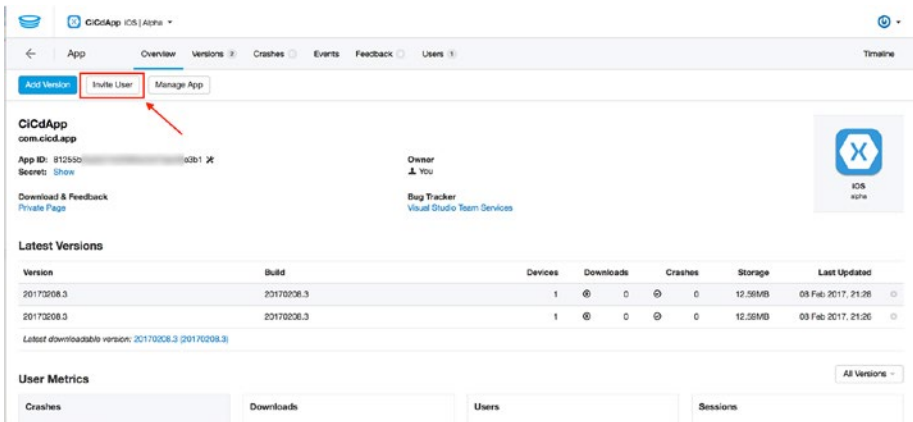 CiCdApp iOS | Alpha
App Overview Versions 2 Crashes Events Feedback Users 1 Timeline
Add Version Invite User Manage App
CiCdApp
com.cicd.app
App ID: 81255b a3b1
Secret: Show
Owner
You
Download & Feedback
Private Page
Bug Tracker
Visual Studio Team Services
iOS
alpha
Latest Versions
Version Build Devices Downloads Crashes Storage Last Updated
20170208.3 20170208.3 1 0 0 12.59MB 08 Feb 2017, 21:26
20170208.3 20170208.3 1 0 0 12.59MB 08 Feb 2017, 21:26
Latest downloadable version: 20170208.3 (20170208.3)
User Metrics All Versions
Crashes Downloads Users Sessions